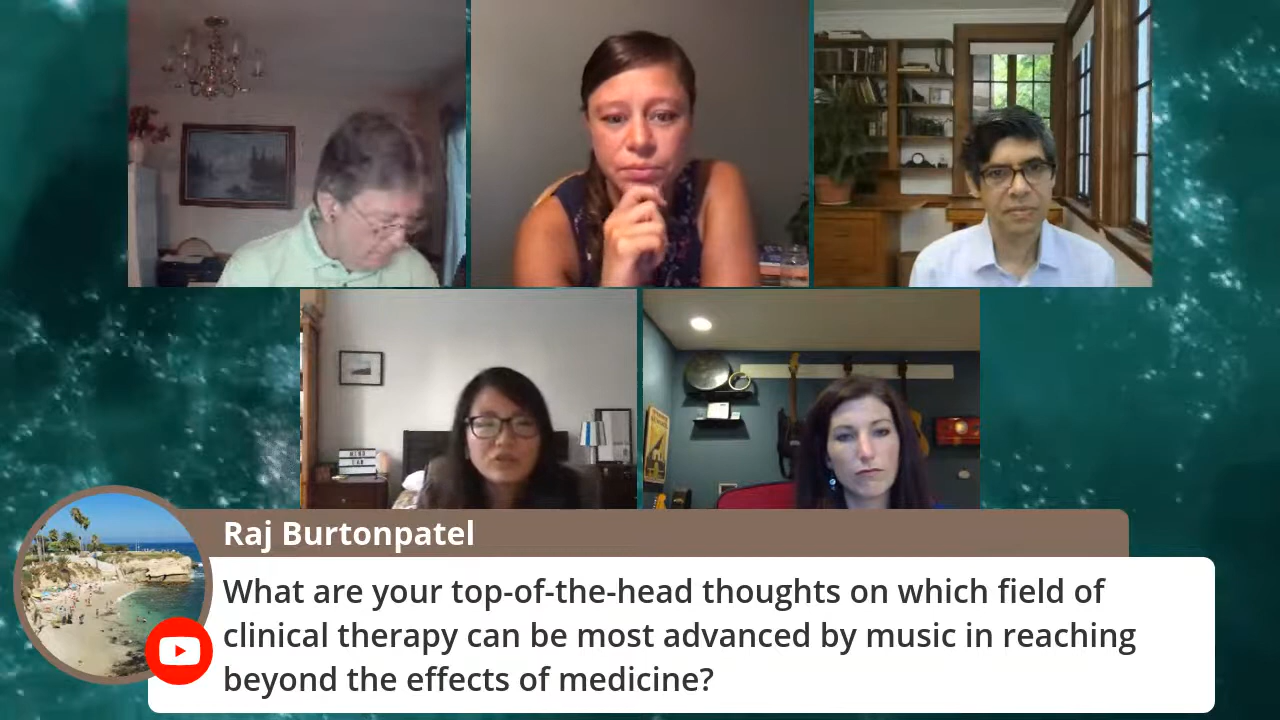 Raj Burtonpatel
What are your top-of-the-head thoughts on which field of
clinical therapy can be most advanced by music in reaching
beyond the effects of medicine?